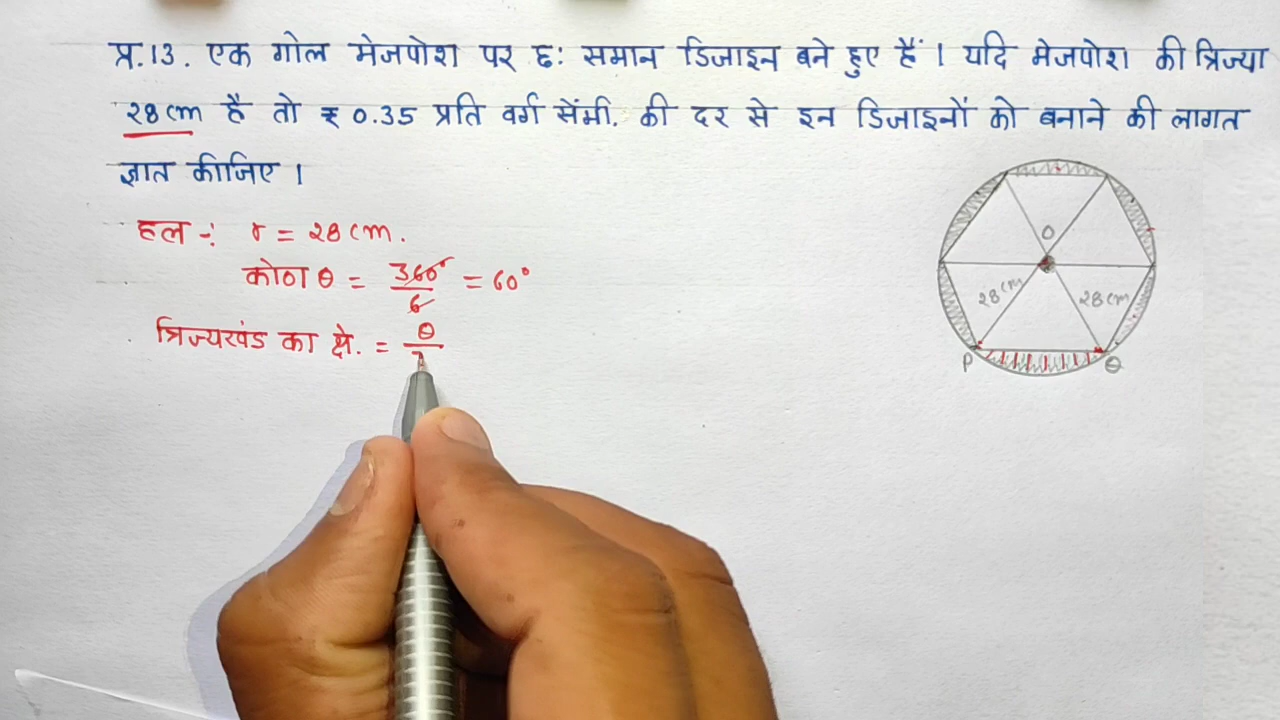 प्र.13. एक गोल मेजपोश पर छः समान डिजाइन बने हुए हैं । यदि मेजपोश की त्रिज्या
28 cm है तो ₹ 0.35 प्रति वर्ग सेंमी. की दर से इन डिजाइनों को बनाने की लागत
ज्ञात कीजिए ।
हल -: r = 28 cm.
कोण θ = 360°/6 = 60°
त्रिज्यखंड का क्षे. = θ/
O
28 cm
28 cm
P
Q